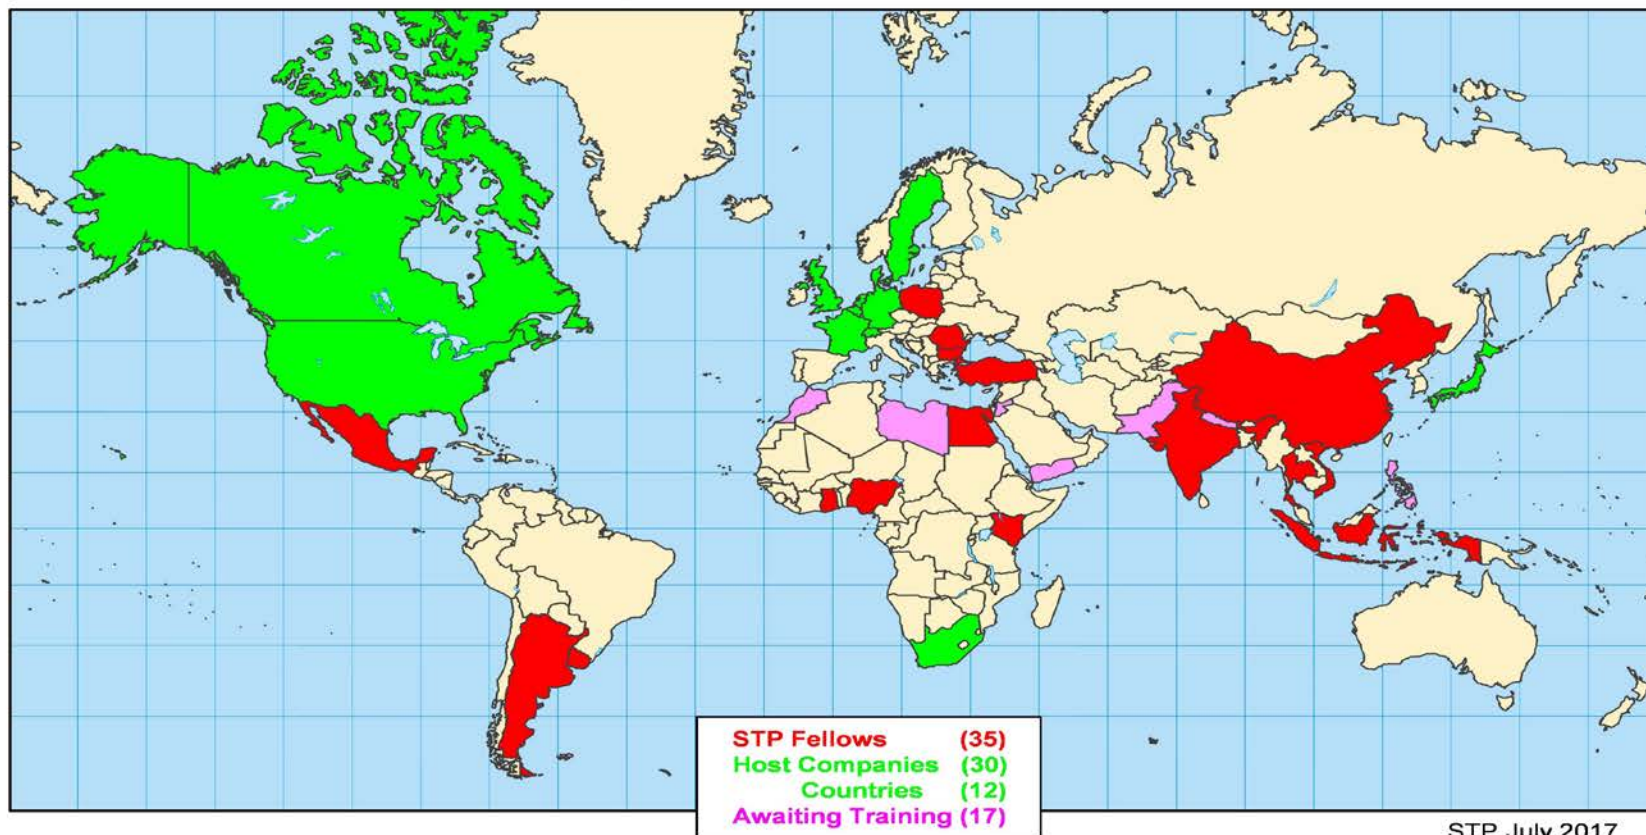 STP Fellows (35)
Host Companies (30)
Countries (12)
Awaiting Training (17)
STP July 2017